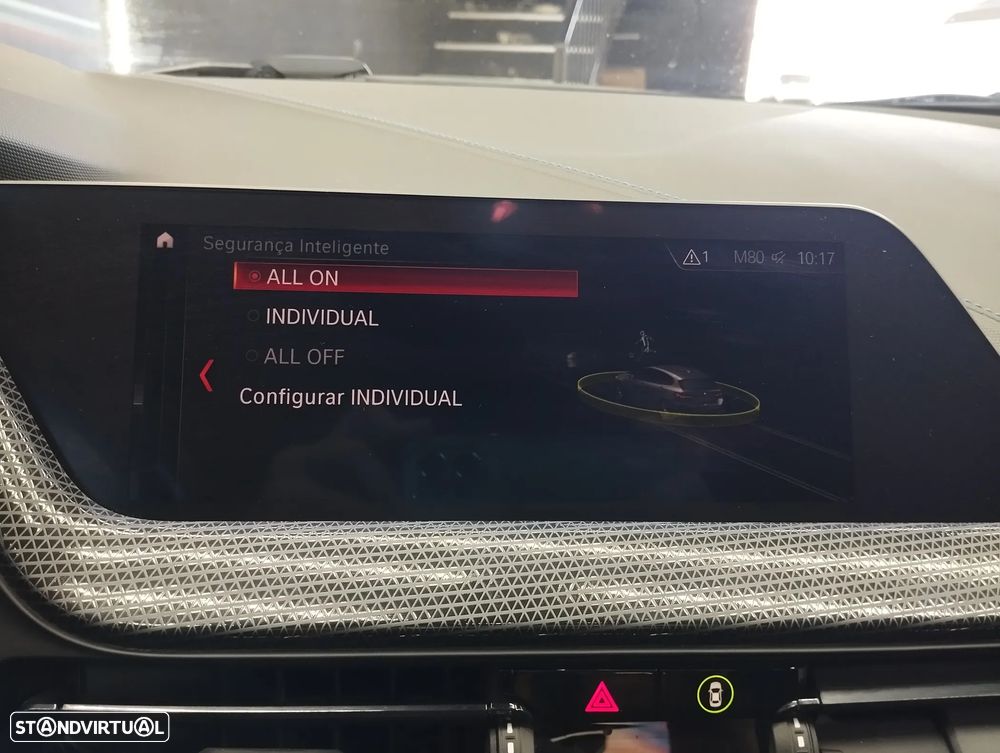 Segurança Inteligente
1 M80 10:17
ALL ON
INDIVIDUAL
ALL OFF
Configurar INDIVIDUAL
STANDVIRTUAL